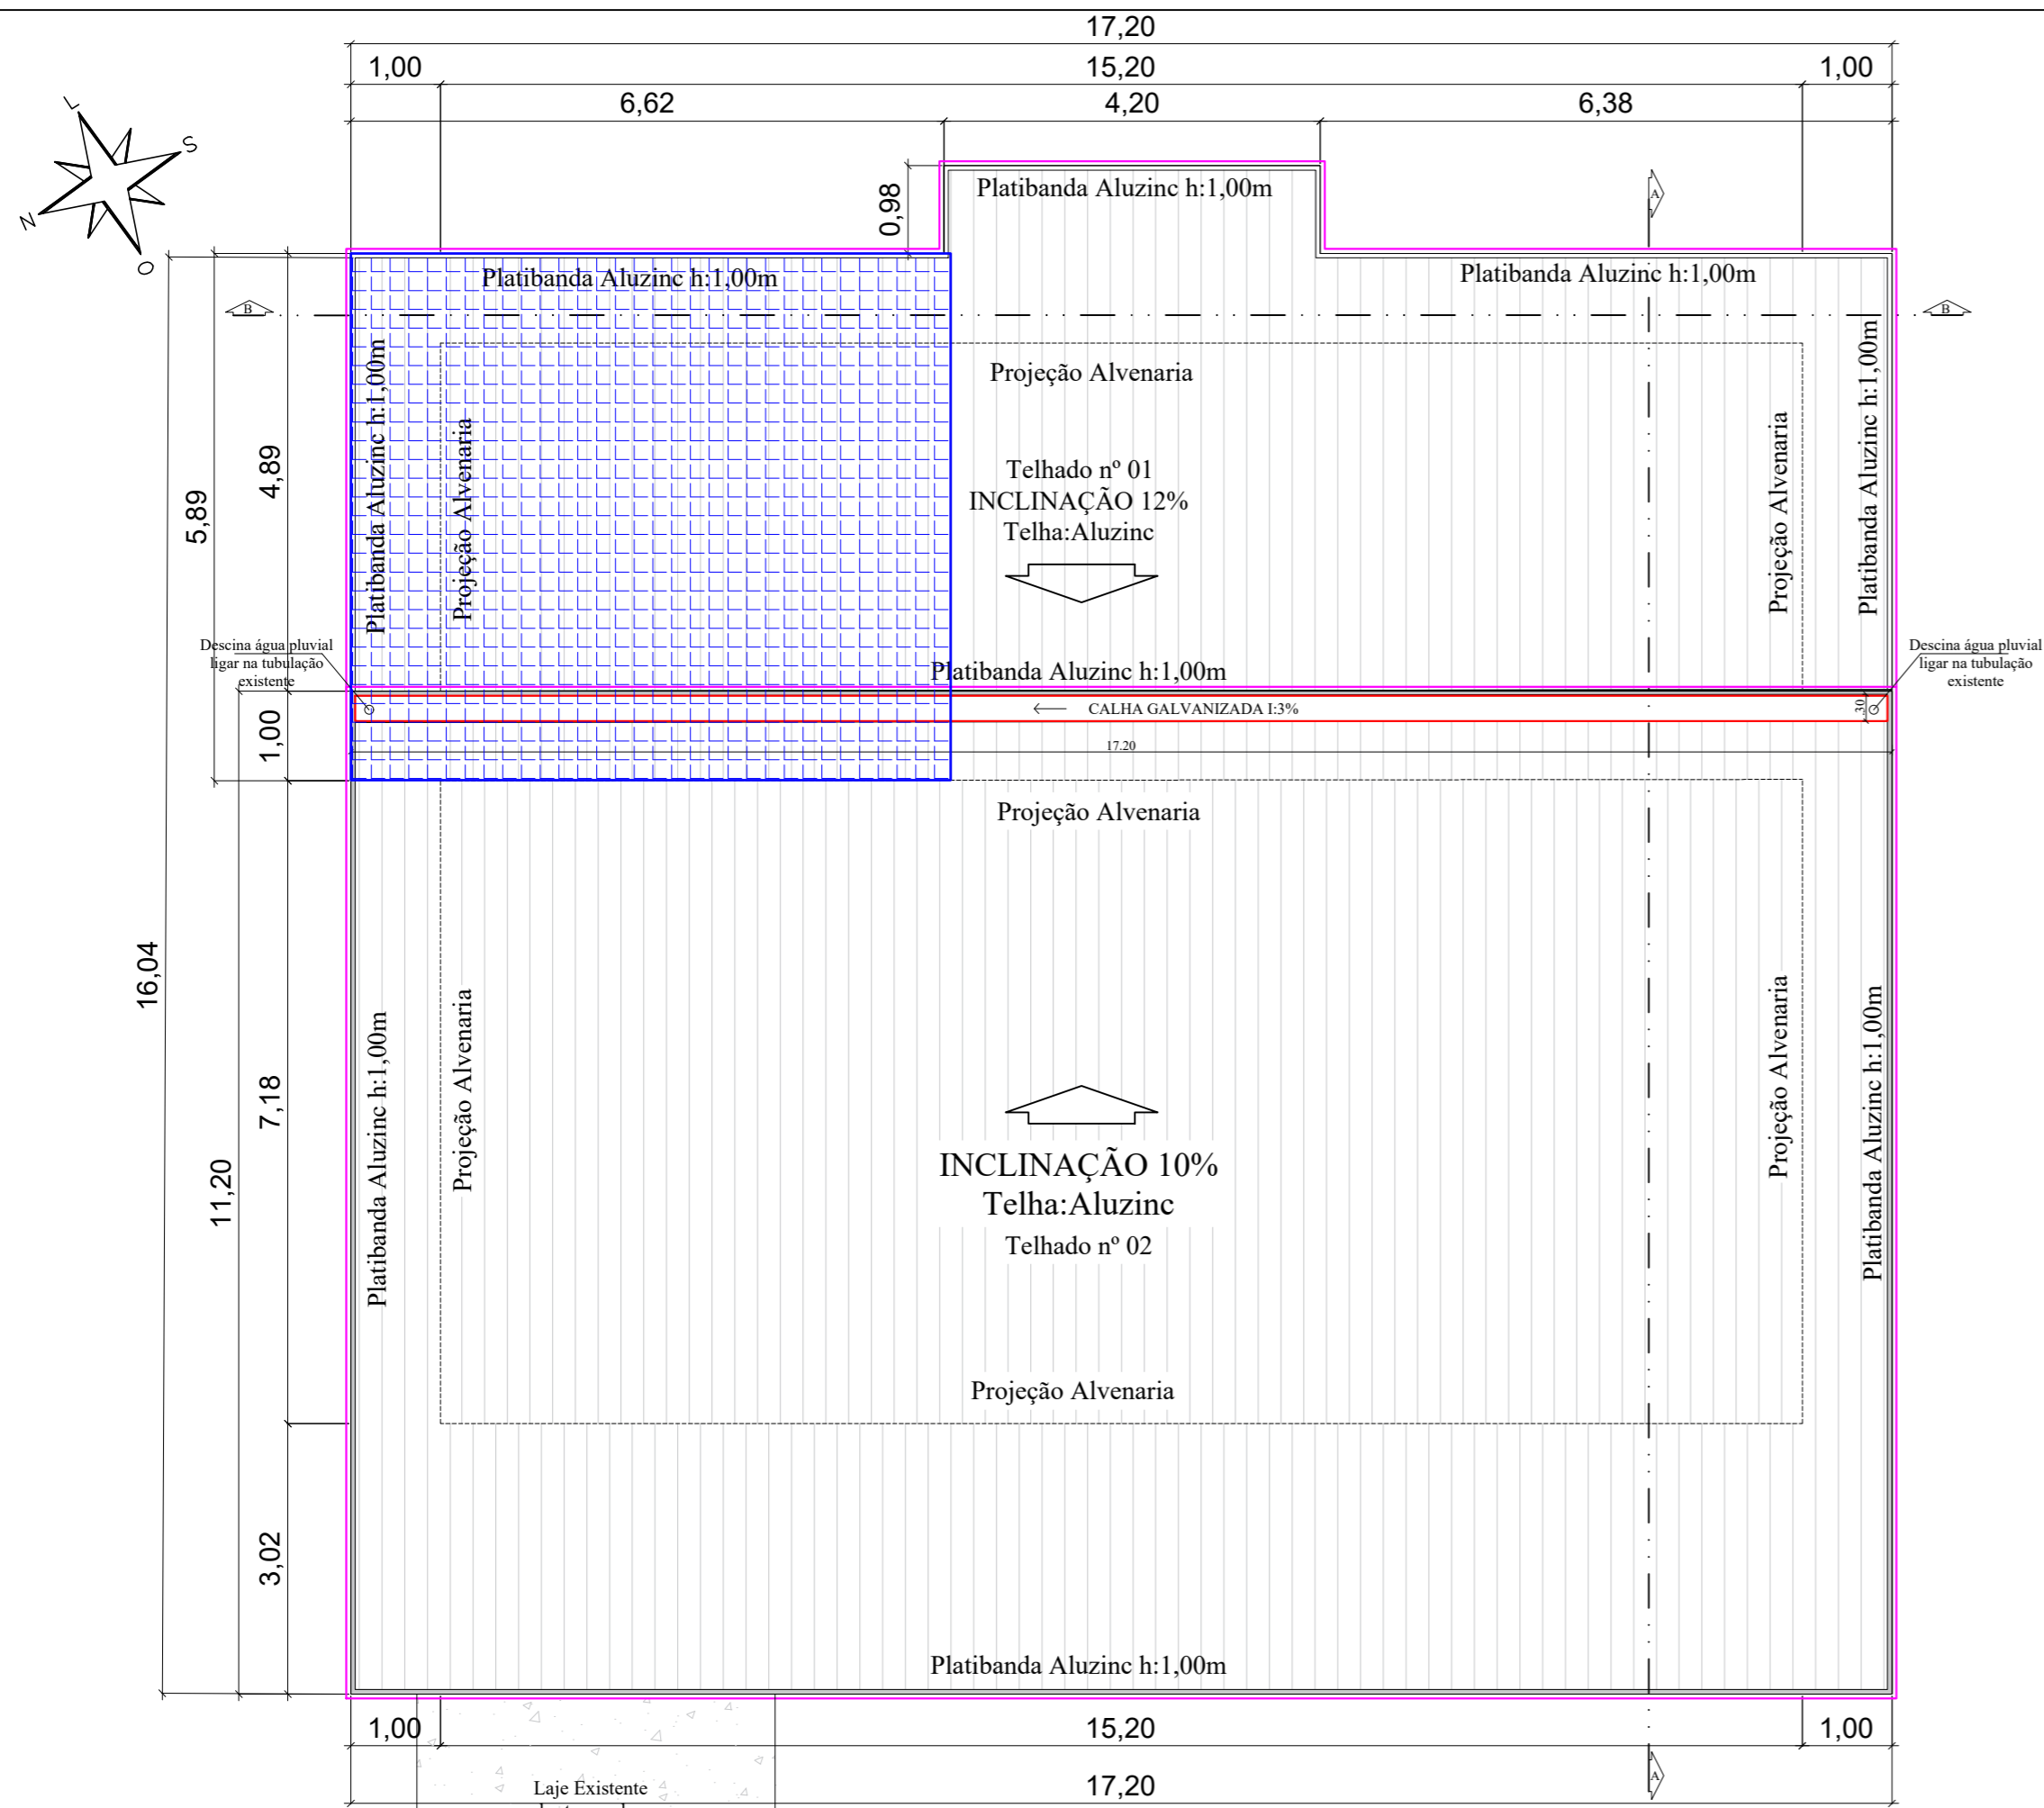 17,20
1,00
15,20
1,00
6,62
4,20
6,38
L
S
N
O
0,98
Platibanda Aluzinc h:1,00m
A
Platibanda Aluzinc h:1,00m
Platibanda Aluzinc h:1,00m
B
B
Platibanda Aluzinc h:1,00m
Projeção Alvenaria
Projeção Alvenaria
Projeção Alvenaria
Platibanda Aluzinc h:1,00m
4,89
5,89
Telhado nº 01
INCLINAÇÃO 12%
Telha:Aluzinc
Descina água pluvial
ligar na tubulação
existente
Descina água pluvial
ligar na tubulação
existente
Platibanda Aluzinc h:1,00m
CALHA GALVANIZADA I:3%
,30
1,00
17.20
Projeção Alvenaria
16,04
7,18
11,20
Platibanda Aluzinc h:1,00m
Projeção Alvenaria
Projeção Alvenaria
Platibanda Aluzinc h:1,00m
INCLINAÇÃO 10%
Telha:Aluzinc
Telhado nº 02
Projeção Alvenaria
3,02
Platibanda Aluzinc h:1,00m
1,00
15,20
1,00
Laje Existente
A
17,20